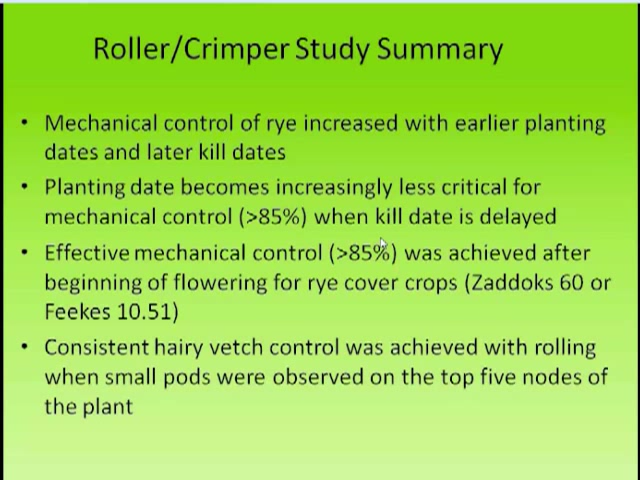 Roller/Crimper Study Summary
• Mechanical control of rye increased with earlier planting
dates and later kill dates
• Planting date becomes increasingly less critical for
mechanical control (>85%) when kill date is delayed
• Effective mechanical control (>85%) was achieved after
beginning of flowering for rye cover crops (Zaddoks 60 or
Feekes 10.51)
• Consistent hairy vetch control was achieved with rolling
when small pods were observed on the top five nodes of
the plant